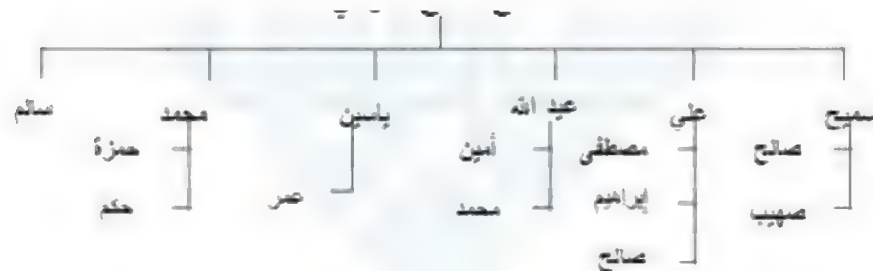 سميح علي عبد الله ياسين محمد سالم
صالح مصطفى أمين حمزة
صهيب إبراهيم محمد عمر حكم
صالح